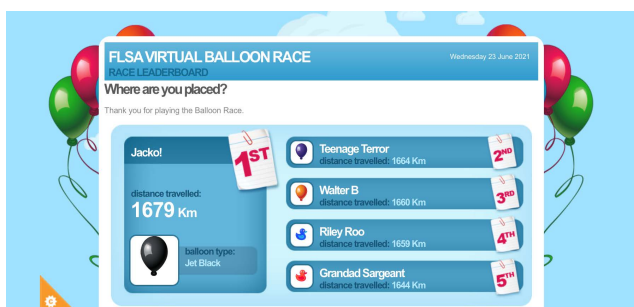 FLSA VIRTUAL BALLOON RACE
Wednesday 23 June 2021
RACE LEADERBOARD
Where are you placed?
Thank you for playing the Balloon Race.
Jacko!
1ST
distance travelled:
1679 Km
balloon type:
Jet Black
Teenage Terror
distance travelled: 1664 Km
2ND
Walter B
distance travelled: 1660 Km
3RD
Riley Roo
distance travelled: 1659 Km
4TH
Grandad Sargeant
distance travelled: 1644 Km
5TH